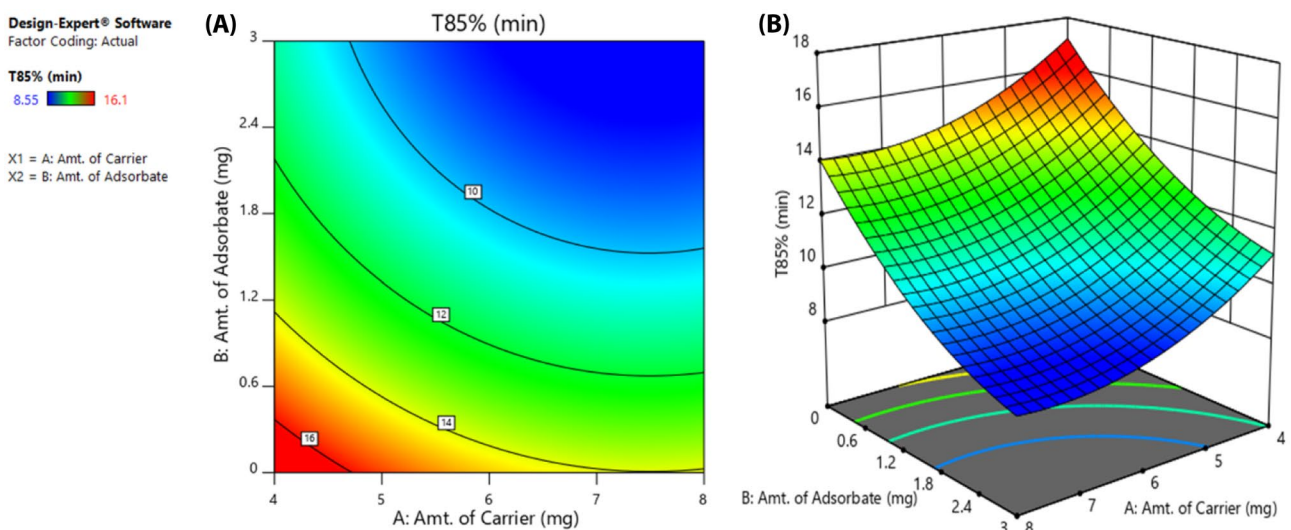 Design-Expert® Software
Factor Coding: Actual
T85% (min)
8.55 16.1
X1 = A: Amt. of Carrier
X2 = B: Amt. of Adsorbate
(A)
T85% (min)
B: Amt. of Adsorbate (mg)
3
2.4
1.8
1.2
0.6
0
10
12
14
16
4 5 6 7 8
A: Amt. of Carrier (mg)
(B)
T85% (min)
18
16
14
12
10
8
0
0.6
1.2
1.8
2.4
3
B: Amt. of Adsorbate (mg)
4
5
6
7
8
A: Amt. of Carrier (mg)